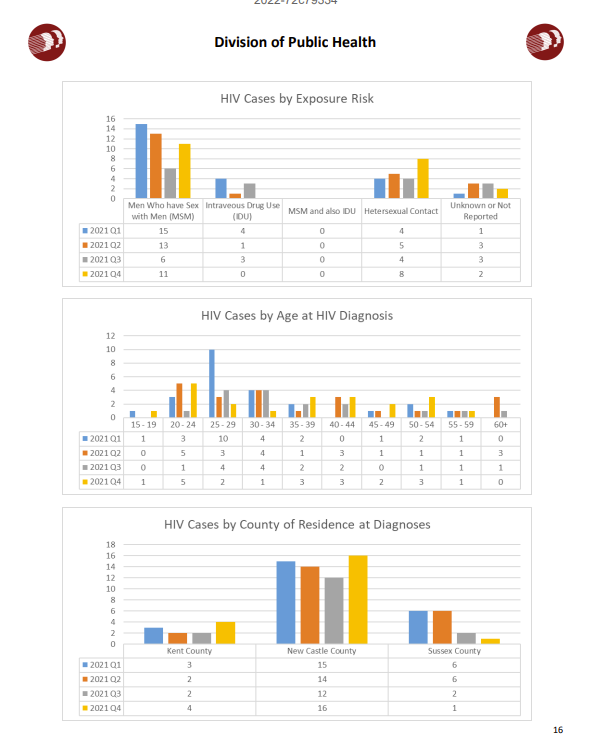 Division of Public Health
HIV Cases by Exposure Risk
16
14
12
10
8
6
4
2
0
Men Who have Sex with Men (MSM)
Intraveous Drug Use (IDU)
MSM and also IDU
Hetersexual Contact
Unknown or Not Reported
2021 Q1 15 4 0 4 1
2021 Q2 13 1 0 5 3
2021 Q3 6 3 0 4 3
2021 Q4 11 0 0 8 2
HIV Cases by Age at HIV Diagnosis
12
10
8
6
4
2
0
15 - 19 20 - 24 25 - 29 30 - 34 35 - 39 40 - 44 45 - 49 50 - 54 55 - 59 60+
2021 Q1 1 3 10 4 2 0 1 2 1 0
2021 Q2 0 5 3 4 1 3 1 1 1 3
2021 Q3 0 1 4 4 2 2 0 1 1 1
2021 Q4 1 5 2 1 3 3 2 3 1 0
HIV Cases by County of Residence at Diagnoses
18
16
14
12
10
8
6
4
2
0
Kent County New Castle County Sussex County
2021 Q1 3 15 6
2021 Q2 2 14 6
2021 Q3 2 12 2
2021 Q4 4 16 1
16